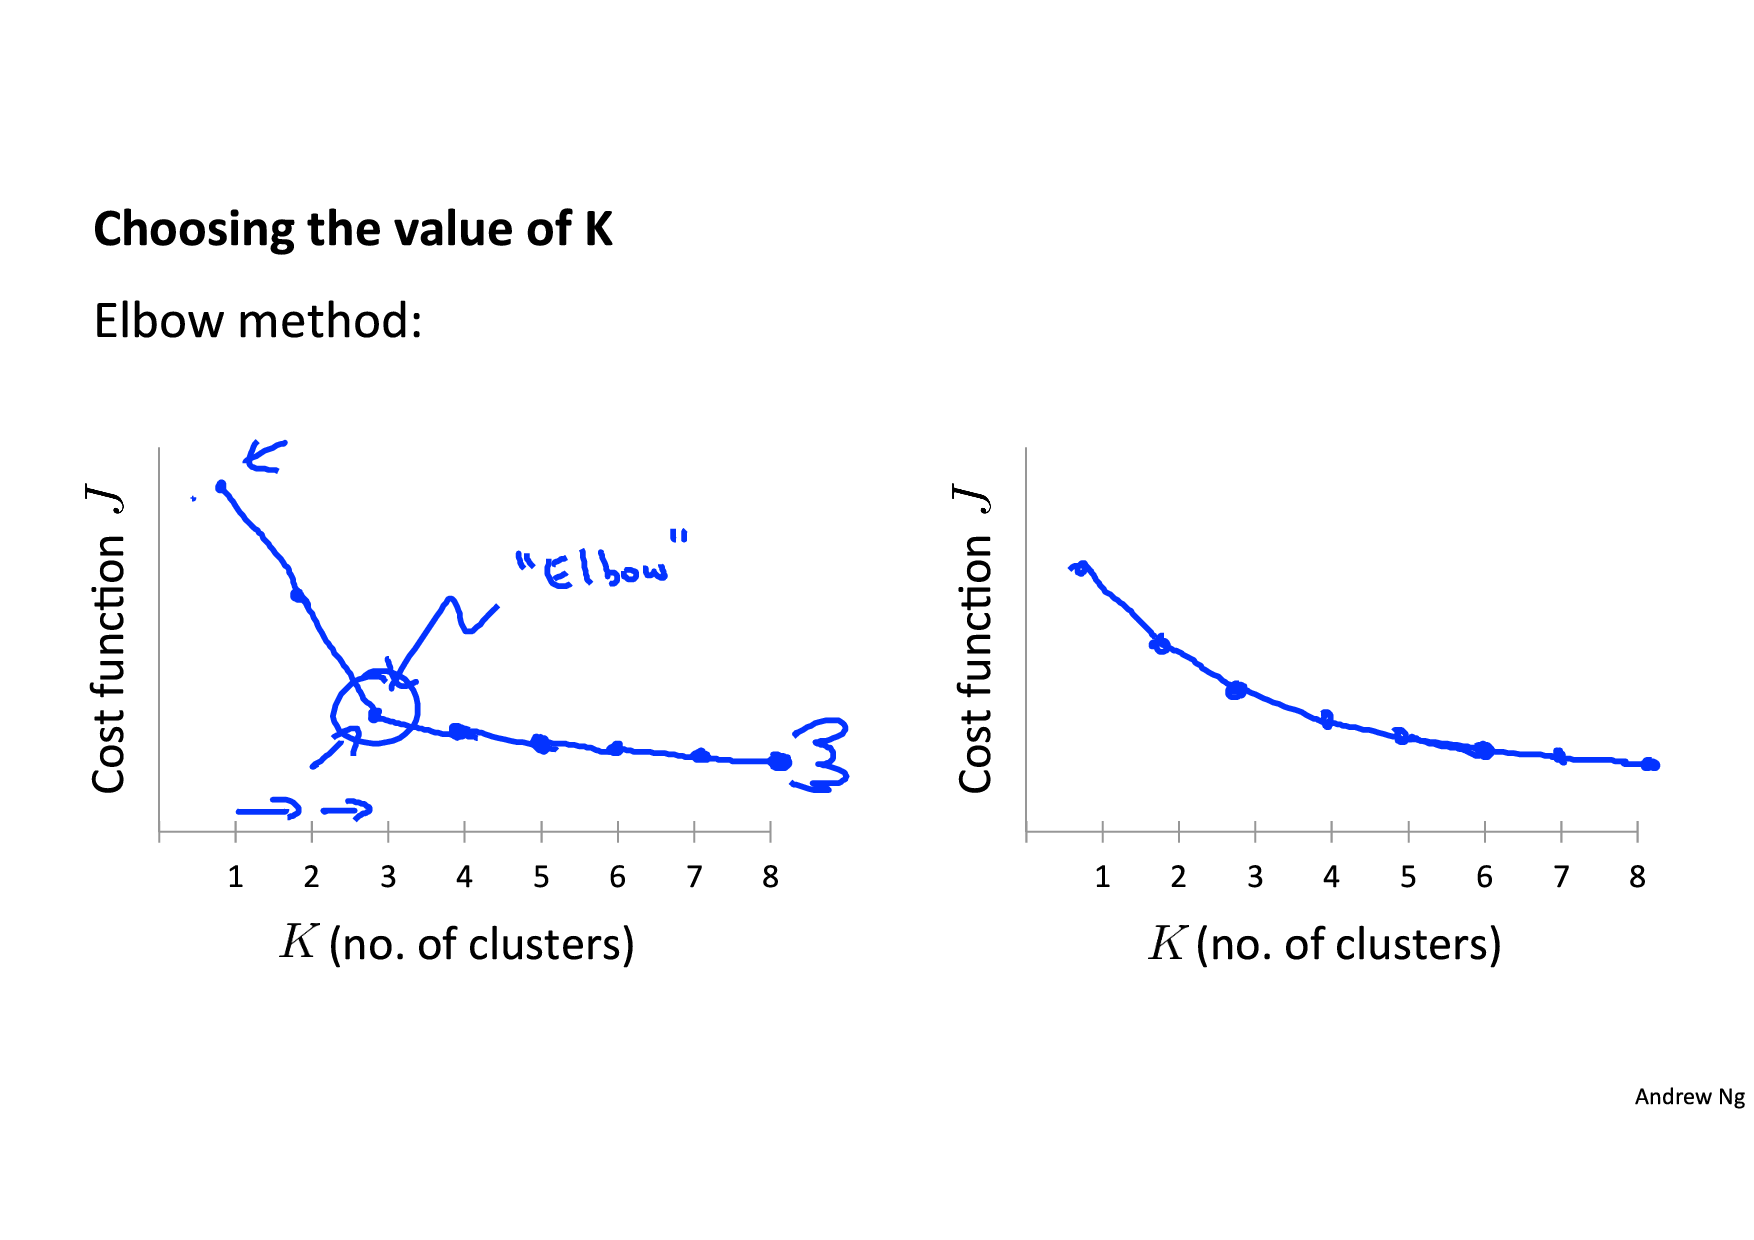 Choosing the value of K
Elbow method:
Cost function J
"Elbow"
1 2 3 4 5 6 7 8
K (no. of clusters)
Cost function J
1 2 3 4 5 6 7 8
K (no. of clusters)
Andrew Ng